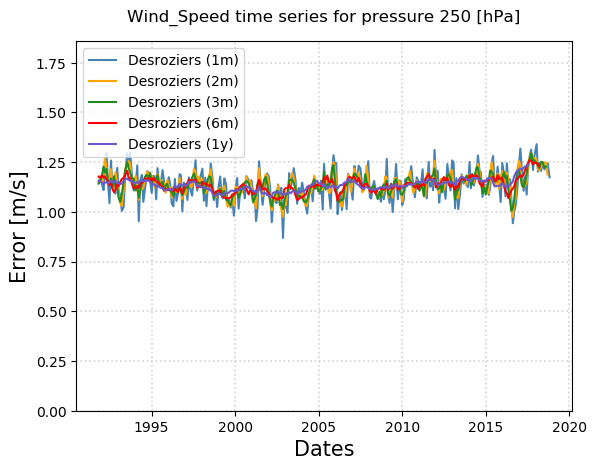 Wind_Speed time series for pressure 250 [hPa]
Desroziers (1m)
Desroziers (2m)
Desroziers (3m)
Desroziers (6m)
Desroziers (1y)
1.75
1.50
1.25
1.00
0.75
0.50
0.25
0.00
Error [m/s]
1995 2000 2005 2010 2015 2020
Dates